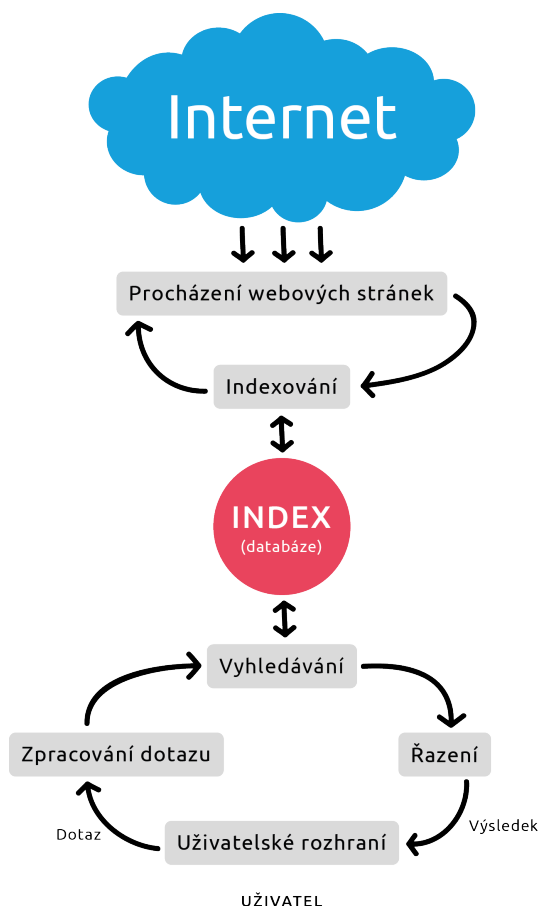 Internet
Procházení webových stránek
Indexování
INDEX
(databáze)
Vyhledávání
Zpracování dotazu
Řazení
Dotaz
Výsledek
Uživatelské rozhraní
UŽIVATEL